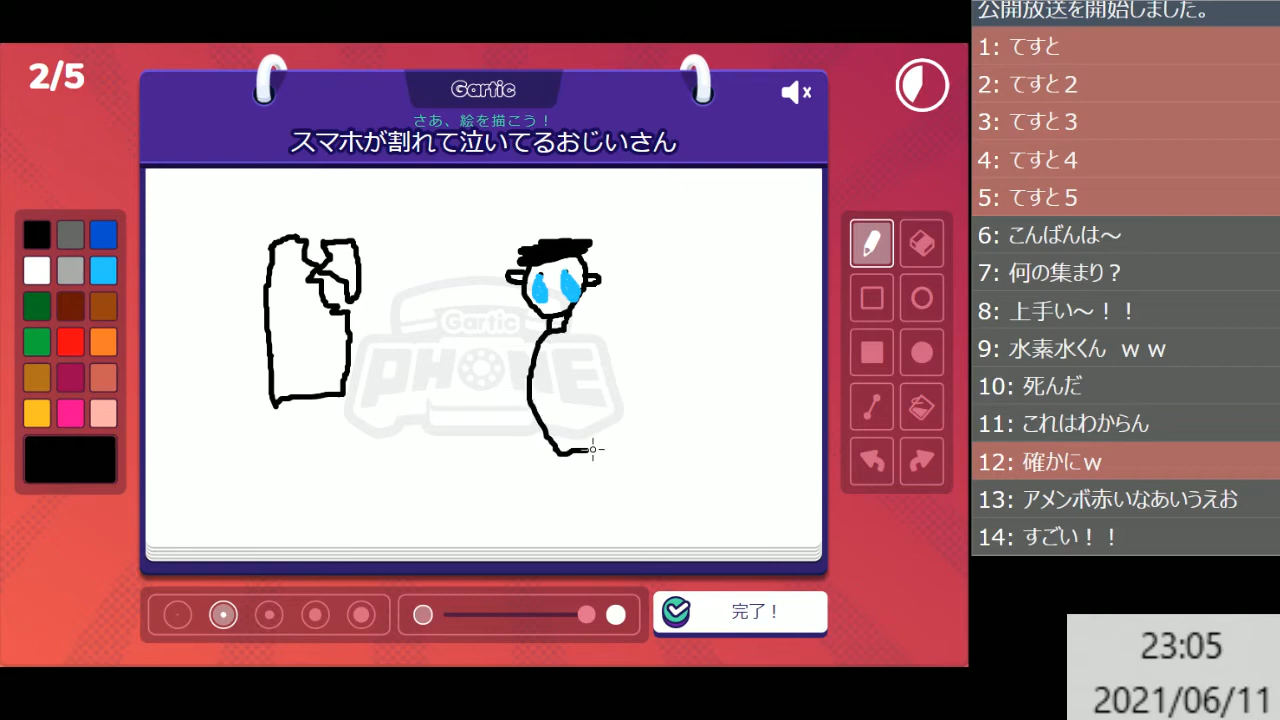 2/5
Gartic
さあ、絵を描こう！
スマホが割れて泣いてるおじいさん
Gartic
PHONE
完了！
公開放送を開始しました。
1: てすと
2: てすと２
3: てすと３
4: てすと４
5: てすと５
6: こんばんは～
7: 何の集まり？
8: 上手い～！！
9: 水素水くん　ｗｗ
10: 死んだ
11: これはわからん
12: 確かにｗ
13: アメンボ赤いなあいうえお
14: すごい！！
23:05
2021/06/11